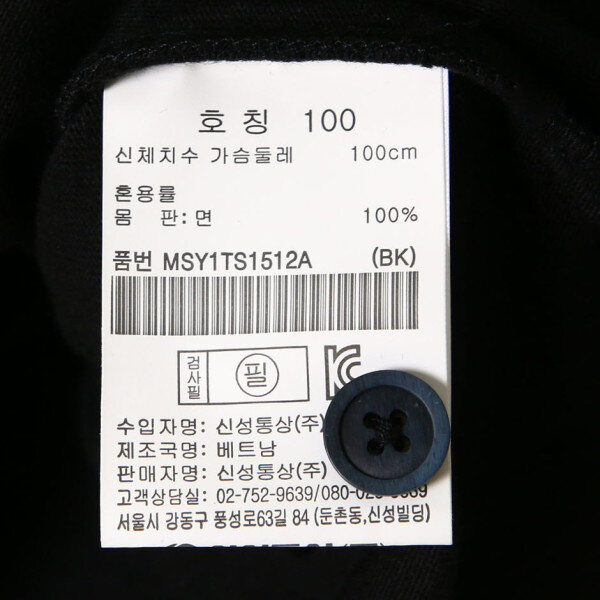 호칭 100
신체치수 가슴둘레 100cm
혼용률
몸 판: 면 100%
품번 MSY1TS1512A (BK)
검사필 필
수입자명: 신성통상(주)
제조국명: 베트남
판매자명: 신성통상(주)
고객상담실: 02-752-9639/
서울시 강동구 풍성로63길 84 (둔촌동,신성빌딩)